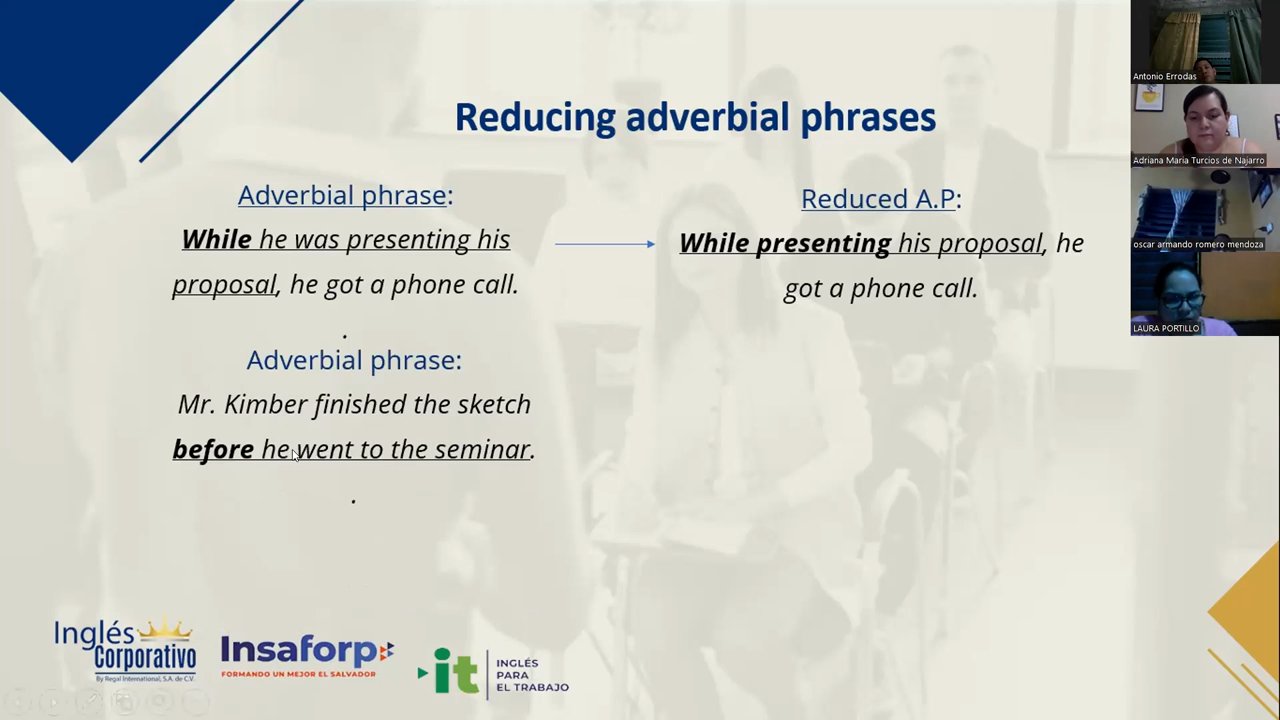 Reducing adverbial phrases
Adverbial phrase:
While he was presenting his
proposal, he got a phone call.
.
Reduced A.P:
While presenting his proposal, he
got a phone call.
Adverbial phrase:
Mr. Kimber finished the sketch
before he went to the seminar.
.
Inglés
Corporativo
By Regal International, S.A. de C.V.
Insaforp
FORMANDO UN MEJOR EL SALVADOR
it
INGLÉS
PARA
EL TRABAJO
Antonio Errodas
Adriana Maria Turcios de Najarro
oscar armando romero mendoza
LAURA PORTILLO